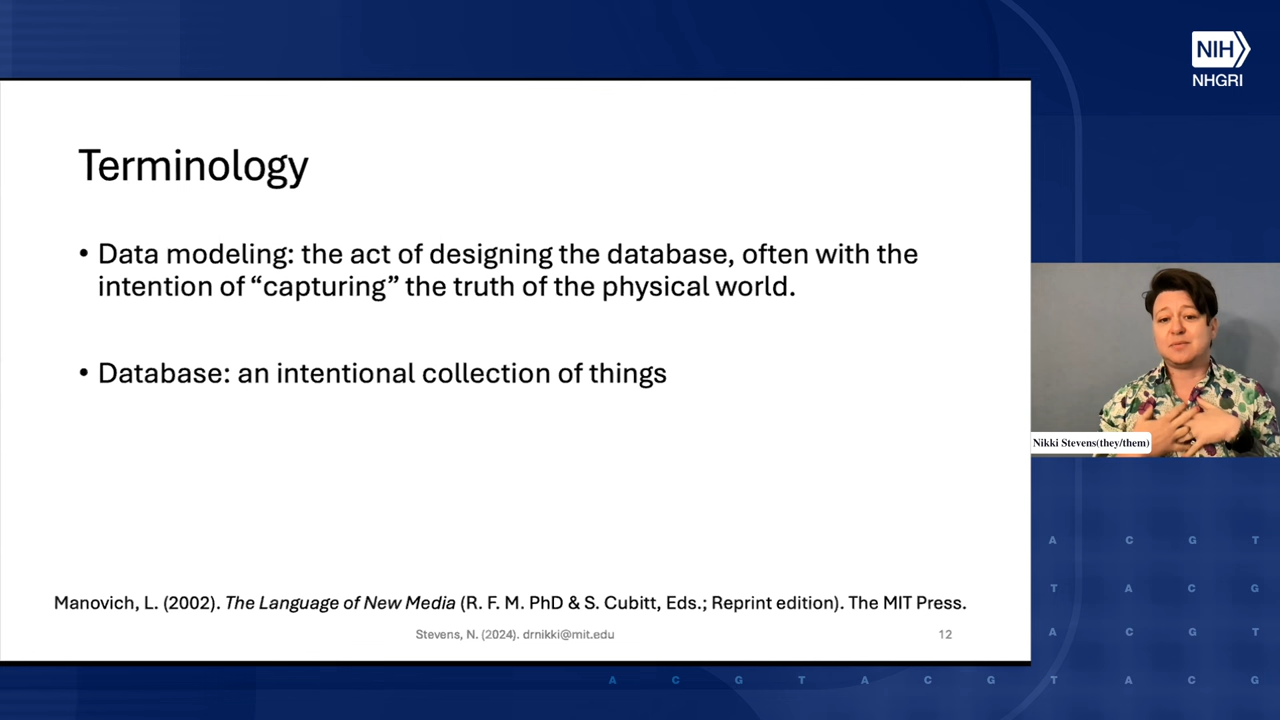 NIH
NHGRI
Terminology
• Data modeling: the act of designing the database, often with the
intention of “capturing” the truth of the physical world.
• Database: an intentional collection of things
Nikki Stevens(they/them)
Manovich, L. (2002). The Language of New Media (R. F. M. PhD & S. Cubitt, Eds.; Reprint edition). The MIT Press.
Stevens, N. (2024). drnikki@mit.edu
12
A C G T
T A C G
A C G T
A C G T A C G T A C G